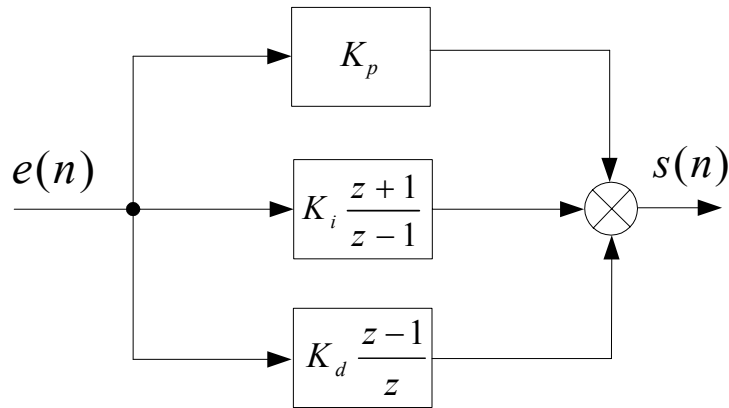 K_p
e(n)
K_i (z + 1)/(z − 1)
s(n)
K_d (z − 1)/z